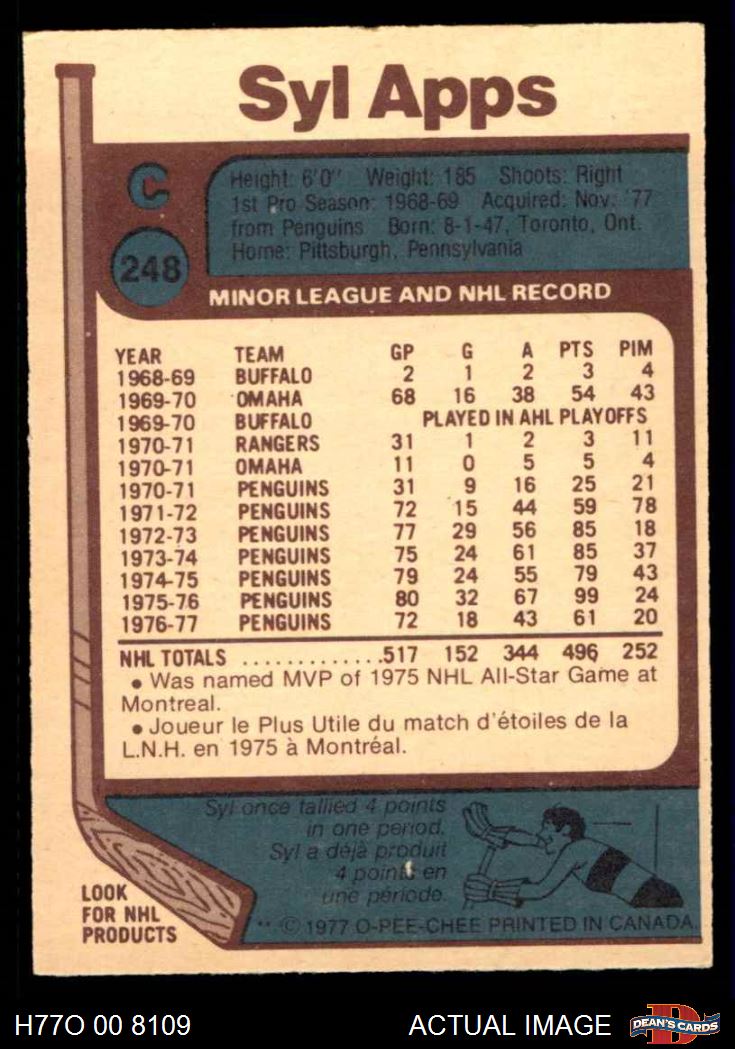 Syl Apps
C
248
Height: 6'0" Weight: 185 Shoots: Right
1st Pro Season: 1968-69 Acquired: Nov. '77
from Penguins Born: 8-1-47, Toronto, Ont.
Home: Pittsburgh, Pennsylvania
MINOR LEAGUE AND NHL RECORD
YEAR TEAM GP G A PTS PIM
1968-69 BUFFALO 2 1 2 3 4
1969-70 OMAHA 68 16 38 54 43
1969-70 BUFFALO PLAYED IN AHL PLAYOFFS
1970-71 RANGERS 31 1 2 3 11
1970-71 OMAHA 11 0 5 5 4
1970-71 PENGUINS 31 9 16 25 21
1971-72 PENGUINS 72 15 44 59 78
1972-73 PENGUINS 77 29 56 85 18
1973-74 PENGUINS 75 24 61 85 37
1974-75 PENGUINS 79 24 55 79 43
1975-76 PENGUINS 80 32 67 99 24
1976-77 PENGUINS 72 18 43 61 20
NHL TOTALS .............517 152 344 496 252
• Was named MVP of 1975 NHL All-Star Game at
Montreal.
• Joueur le Plus Utile du match d'étoiles de la
L.N.H. en 1975 à Montréal.
Syl once tallied 4 points
in one period.
Syl a déjà produit
4 points en
une période.
LOOK
FOR NHL
PRODUCTS
** © 1977 O-PEE-CHEE PRINTED IN CANADA.
H77O 00 8109 ACTUAL IMAGE
D
DEAN'S CARDS